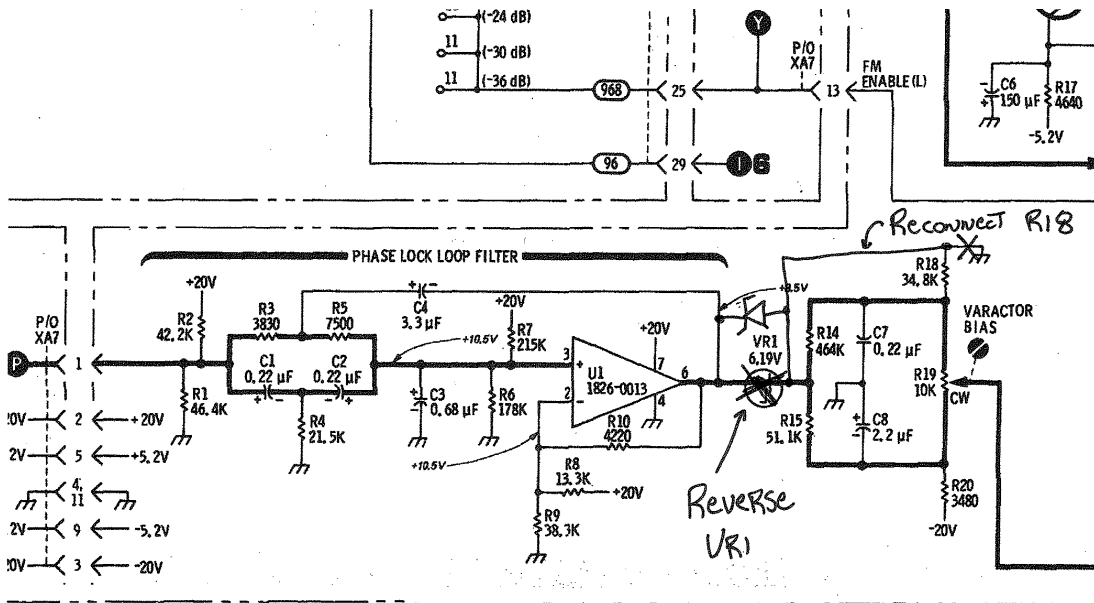 (-24 dB)
11 (-30 dB)
11 (-36 dB)
968
25
Y
P/O
XA7
13
FM
ENABLE(L)
C6
150 µF
R17
4640
-5.2V
96
29
I6
Reconnect R18
PHASE LOCK LOOP FILTER
P/O
XA7
P
1
+20V
R2
42.2K
R1
46.4K
R3
3830
R5
7500
C1
0.22 µF
C2
0.22 µF
R4
21.5K
C4
3.3 µF
+10.5V
C3
0.68 µF
+20V
R7
215K
R6
178K
3
+
2
-
U1
1826-0013
+20V
7
6
4
R10
4220
+10.5V
R8
13.3K
+20V
R9
38.3K
VR1
6.19V
Reverse
VR1
R14
464K
R15
51.1K
C7
0.22 µF
C8
2.2 µF
R18
34.8K
VARACTOR
BIAS
R19
10K
CW
R20
3480
-20V
20V 2 +20V
.2V 5 +5.2V
4,
11
.2V 9 -5.2V
20V 3 -20V